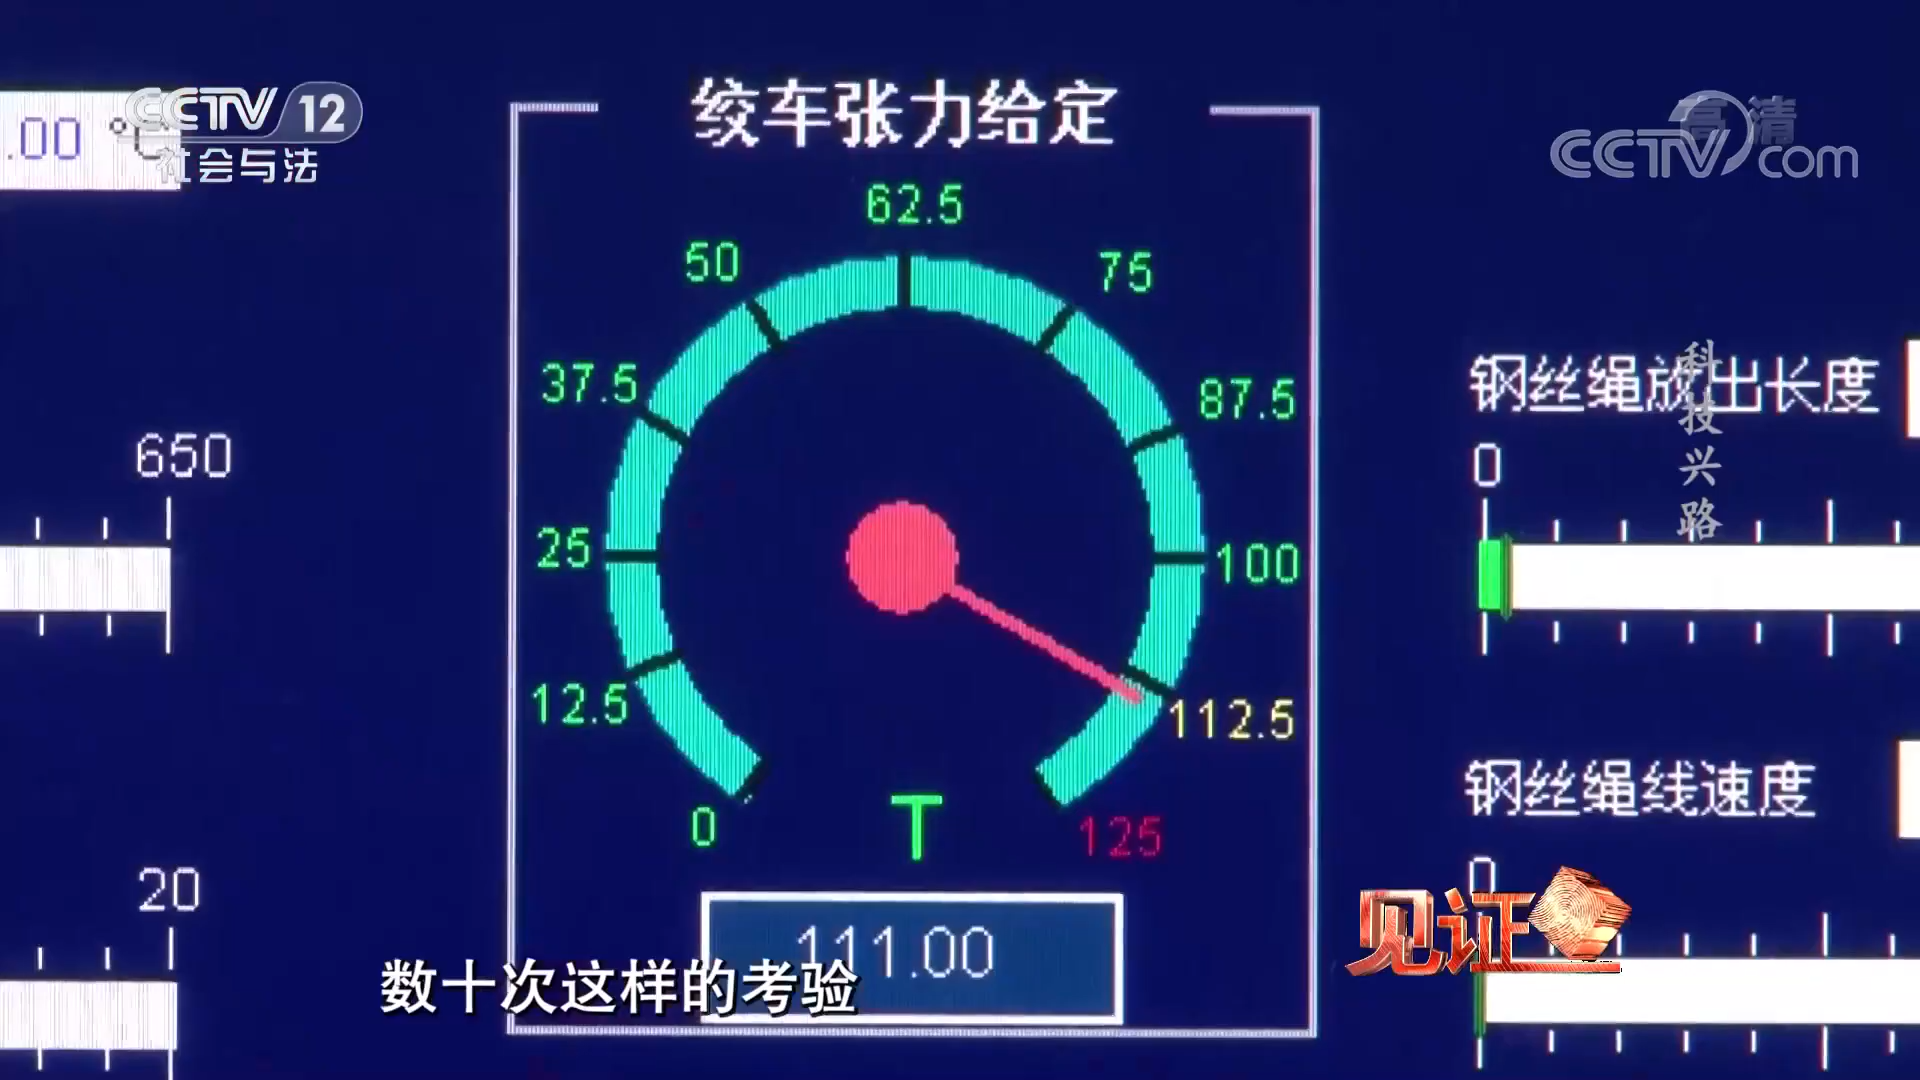 CCTV 12
社会与法
.00 ℃
高清
CCTV.com
绞车张力给定
62.5
50
75
37.5
87.5
25
100
12.5
112.5
0
T
125
111.00
650
20
钢丝绳放出长度
0
科技兴路
钢丝绳线速度
0
见证
数十次这样的考验